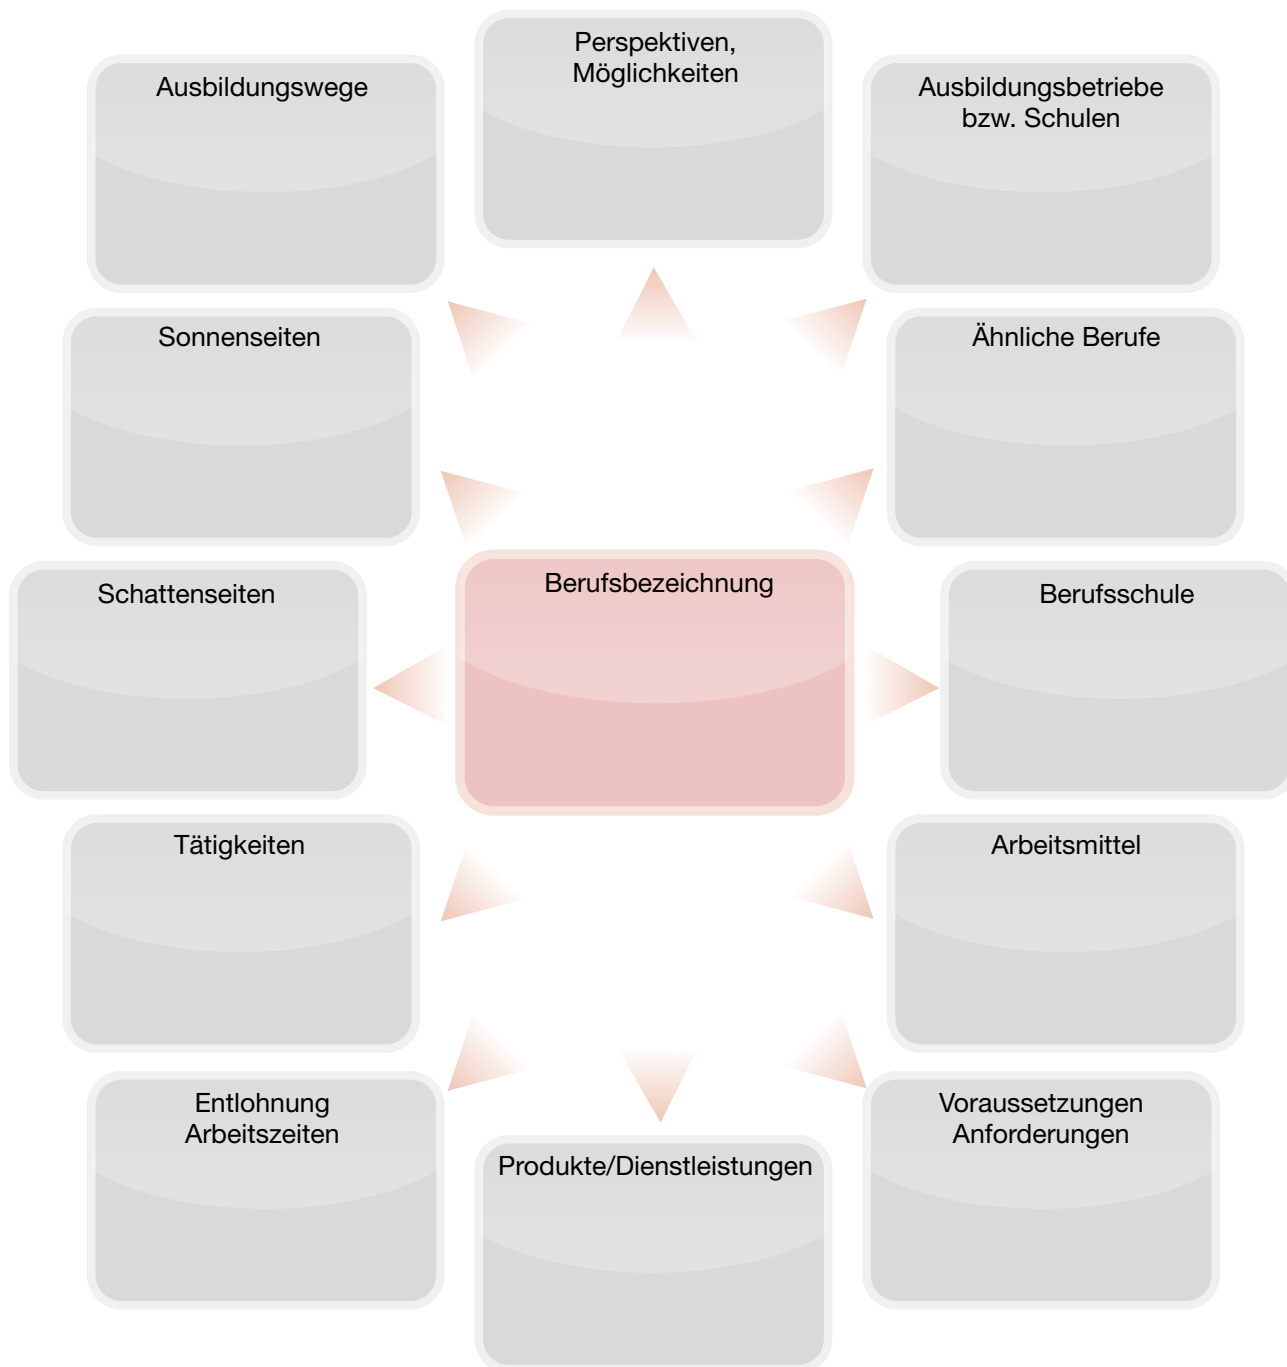 Perspektiven,
Möglichkeiten
Ausbildungswege
Ausbildungsbetriebe
bzw. Schulen
Sonnenseiten
Ähnliche Berufe
Berufsbezeichnung
Schattenseiten
Berufsschule
Tätigkeiten
Arbeitsmittel
Entlohnung
Arbeitszeiten
Voraussetzungen
Anforderungen
Produkte/Dienstleistungen